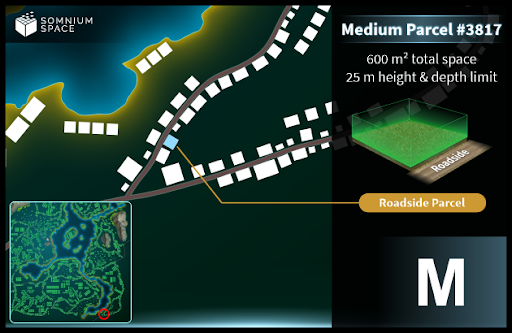 SOMNIUM
SPACE
Medium Parcel #3817
600 m² total space
25 m height & depth limit
Roadside
Roadside Parcel
M